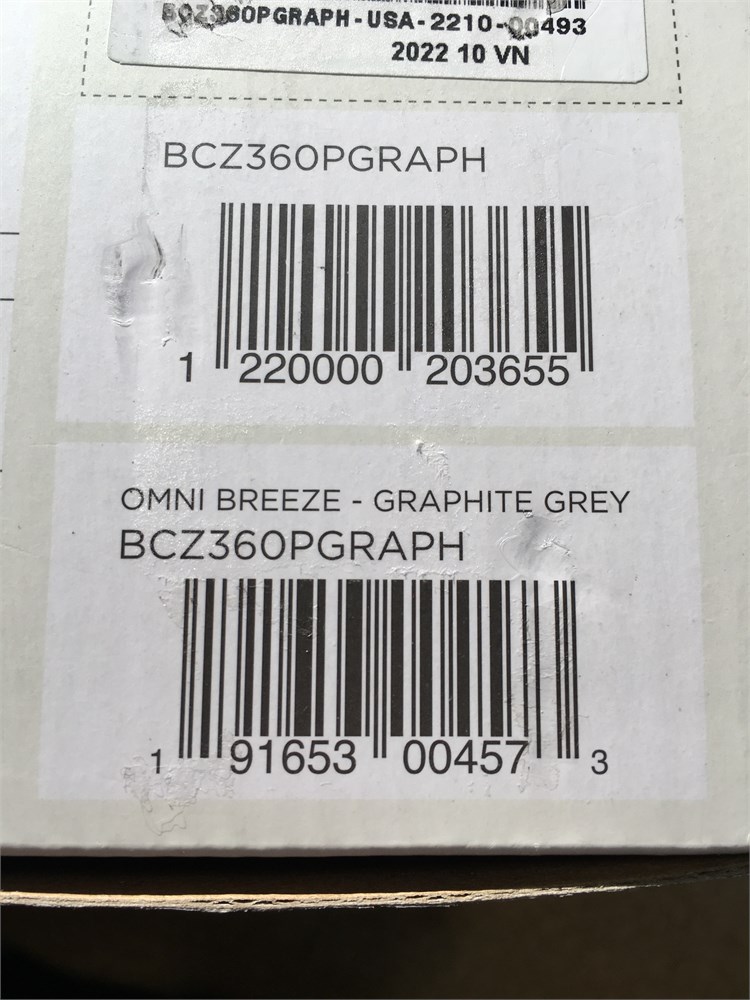 BCZ360PGRAPH-USA-2210-00493
2022 10 VN
BCZ360PGRAPH
1 220000 203655
OMNI BREEZE - GRAPHITE GREY
BCZ360PGRAPH
1 91653 00457 3